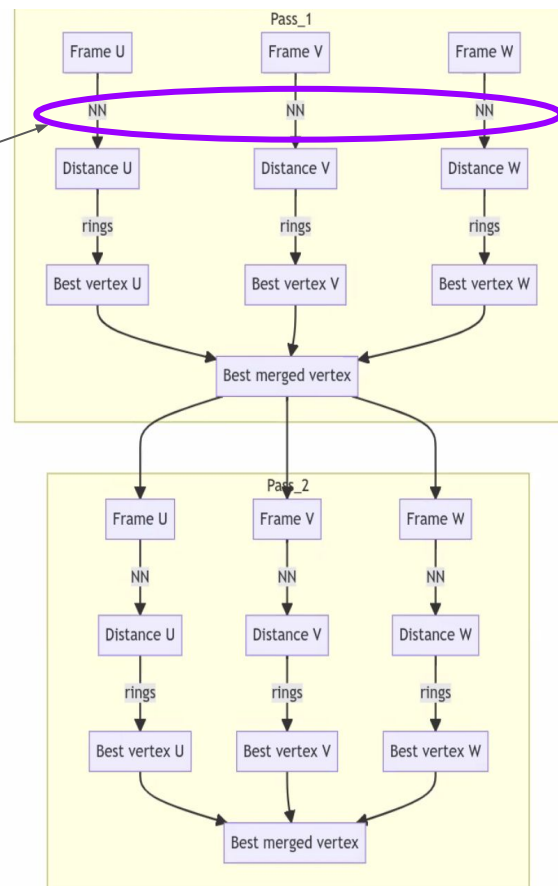 Pass_1
Frame U Frame V Frame W
NN NN NN
Distance U Distance V Distance W
rings rings rings
Best vertex U Best vertex V Best vertex W
Best merged vertex
Pass_2
Frame U Frame V Frame W
NN NN NN
Distance U Distance V Distance W
rings rings rings
Best vertex U Best vertex V Best vertex W
Best merged vertex